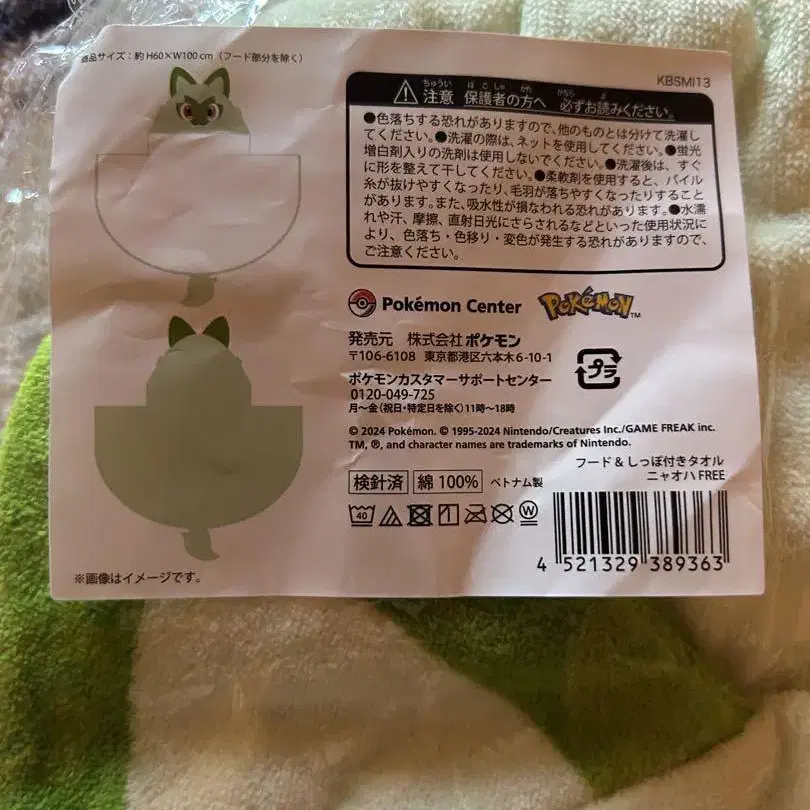 商品サイズ：約 H60×W100 cm（フード部分を除く）
KBSMI13
ちゅうい ほごしゃ かた かなら よ
注意 保護者の方へ 必ずお読みください。
●色落ちする恐れがありますので、他のものとは分けて洗濯し
てください。●洗濯の際は、ネットを使用してください。●蛍光
増白剤入りの洗剤は使用しないでください。●洗濯後は、すぐ
に形を整えて干してください。●柔軟剤を使用すると、パイル
糸が抜けやすくなったり、毛羽が落ちやすくなったりすること
があります。また、吸水性が損なわれる恐れがあります。●水濡
れや汗、摩擦、直射日光にさらされるなどといった使用状況に
より、色落ち・色移り・変色が発生する恐れがありますので、
ご注意ください。
Pokémon Center POKÉMON TM
発売元 株式会社ポケモン
〒106-6108 東京都港区六本木6-10-1
ポケモンカスタマーサポートセンター
0120-049-725
月～金（祝日・特定日を除く）11時～18時
プラ
© 2024 Pokémon. © 1995-2024 Nintendo/Creatures Inc./GAME FREAK inc.
TM, ®, and character names are trademarks of Nintendo.
フード＆しっぽ付きタオル
ニャオハ FREE
検針済 綿 100% ベトナム製
40 W
4 521329 389363
※画像はイメージです。